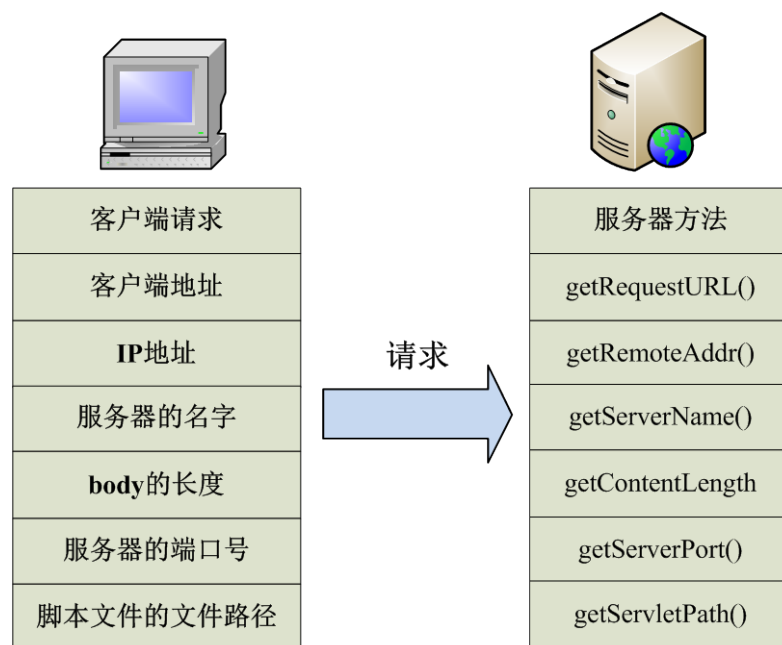 客户端请求
客户端地址
IP地址
服务器的名字
body的长度
服务器的端口号
脚本文件的文件路径
请求
服务器方法
getRequestURL()
getRemoteAddr()
getServerName()
getContentLength
getServerPort()
getServletPath()